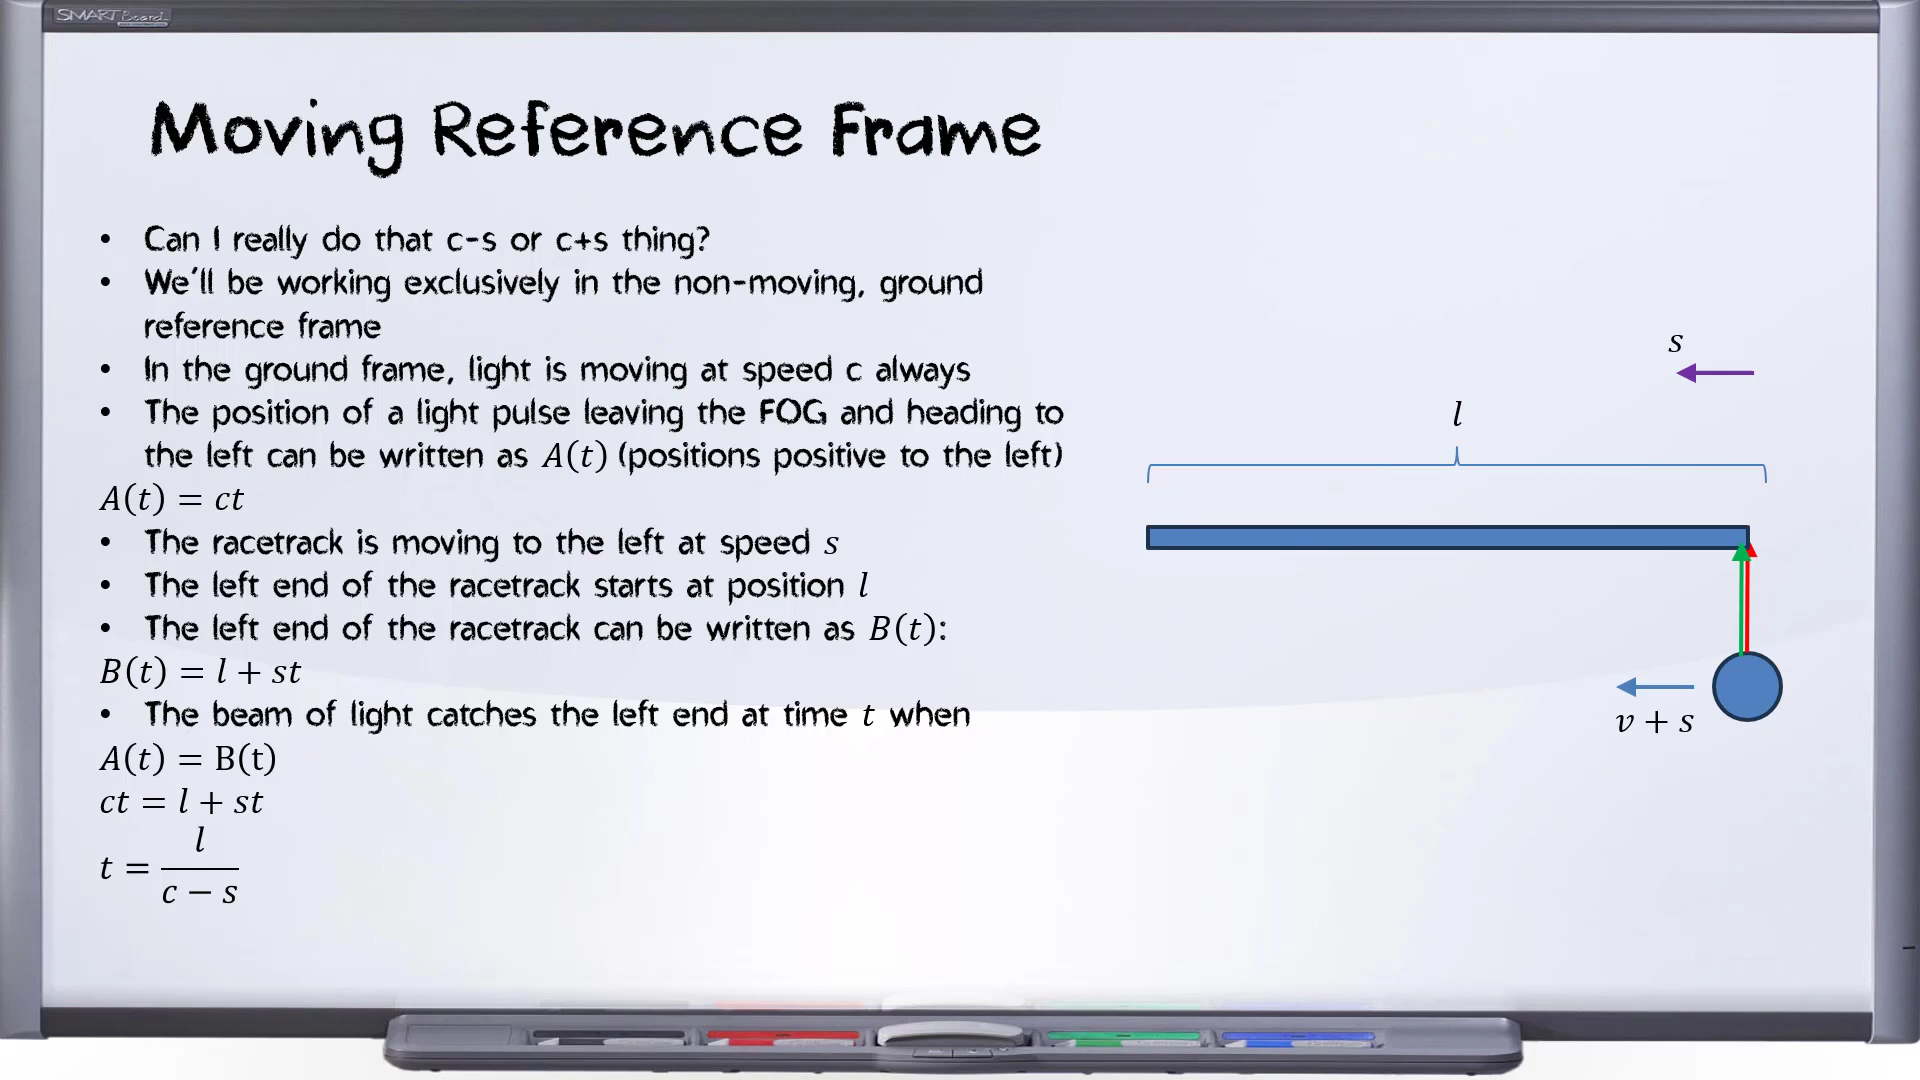 SMART Board
Moving Reference Frame
• Can I really do that c-s or c+s thing?
• We'll be working exclusively in the non-moving, ground
reference frame
• In the ground frame, light is moving at speed c always
• The position of a light pulse leaving the FOG and heading to
the left can be written as A(t) (positions positive to the left)
A(t) = ct
• The racetrack is moving to the left at speed s
• The left end of the racetrack starts at position l
• The left end of the racetrack can be written as B(t):
B(t) = l + st
• The beam of light catches the left end at time t when
A(t) = B(t)
ct = l + st
t = l / (c − s)
s
l
v + s